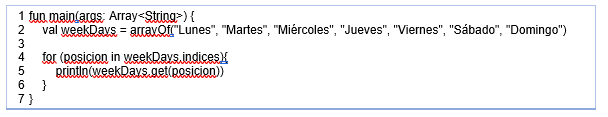 1 fun main(args: Array<String>) {
2 val weekDays = arrayOf("Lunes", "Martes", "Miércoles", "Jueves", "Viernes", "Sábado", "Domingo")
3
4 for (posicion in weekDays.indices){
5 println(weekDays.get(posicion))
6 }
7 }